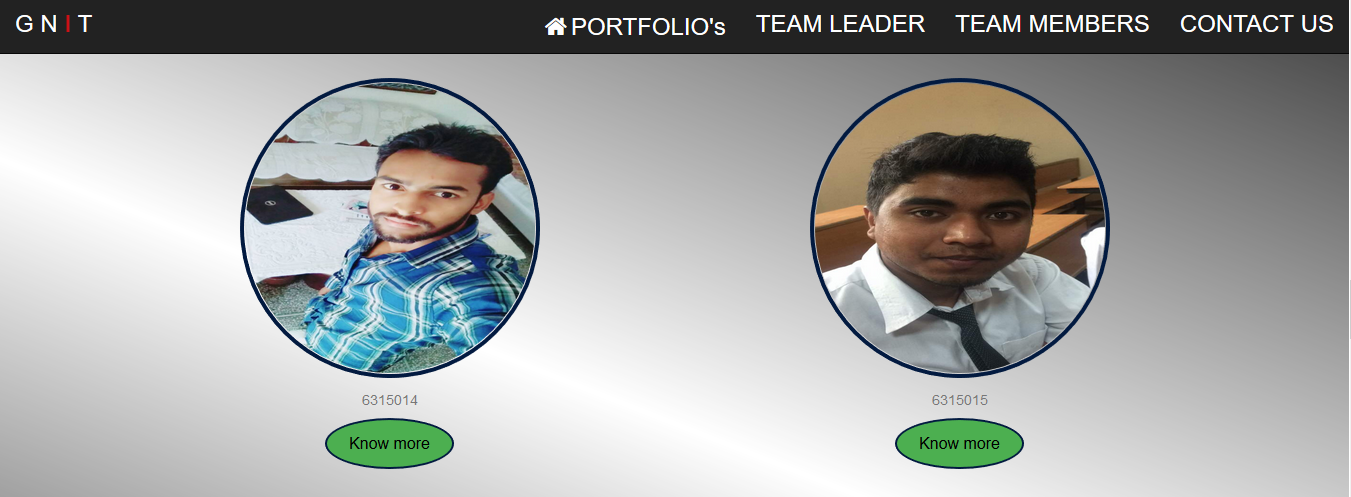 G N I T
PORTFOLIO's TEAM LEADER TEAM MEMBERS CONTACT US
6315014
6315015
Know more
Know more